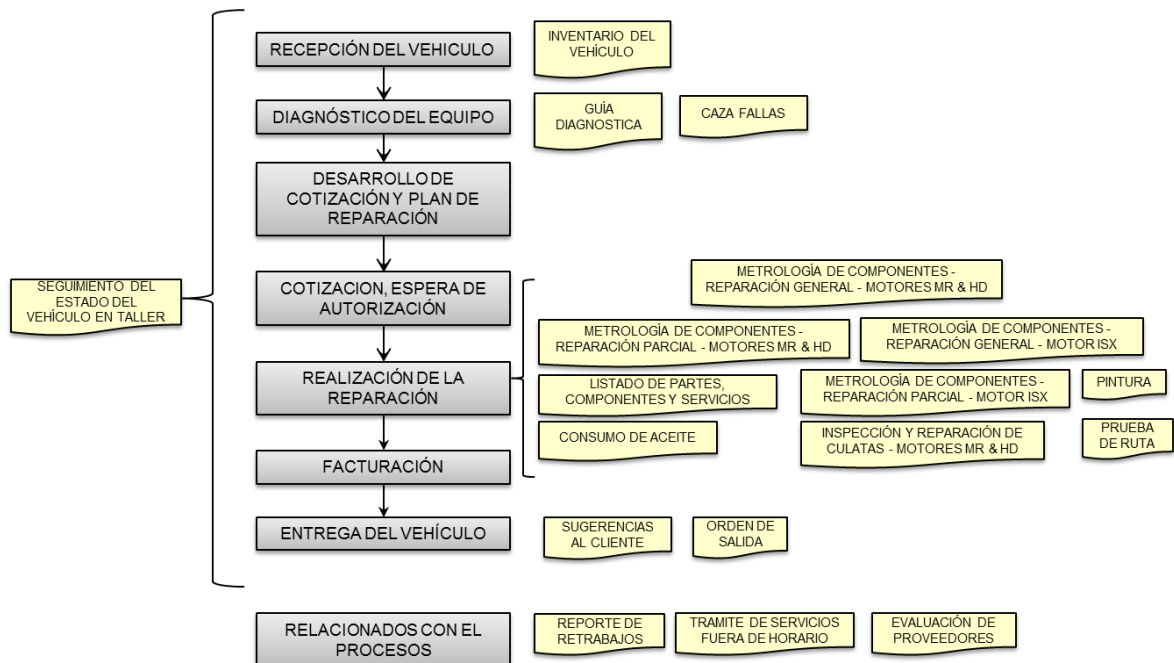 RECEPCIÓN DEL VEHICULO
INVENTARIO DEL
VEHÍCULO
DIAGNÓSTICO DEL EQUIPO
GUÍA
DIAGNOSTICA
CAZA FALLAS
DESARROLLO DE
COTIZACIÓN Y PLAN DE
REPARACIÓN
SEGUIMIENTO DEL
ESTADO DEL
VEHÍCULO EN TALLER
COTIZACION, ESPERA DE
AUTORIZACIÓN
METROLOGÍA DE COMPONENTES -
REPARACIÓN GENERAL - MOTORES MR & HD
METROLOGÍA DE COMPONENTES -
REPARACIÓN PARCIAL - MOTORES MR & HD
METROLOGÍA DE COMPONENTES -
REPARACIÓN GENERAL - MOTOR ISX
REALIZACIÓN DE LA
REPARACIÓN
LISTADO DE PARTES,
COMPONENTES Y SERVICIOS
METROLOGÍA DE COMPONENTES -
REPARACIÓN PARCIAL - MOTOR ISX
PINTURA
CONSUMO DE ACEITE
INSPECCIÓN Y REPARACIÓN DE
CULATAS - MOTORES MR & HD
PRUEBA
DE RUTA
FACTURACIÓN
ENTREGA DEL VEHÍCULO
SUGERENCIAS
AL CLIENTE
ORDEN DE
SALIDA
RELACIONADOS CON EL
PROCESOS
REPORTE DE
RETRABAJOS
TRAMITE DE SERVICIOS
FUERA DE HORARIO
EVALUACIÓN DE
PROVEEDORES